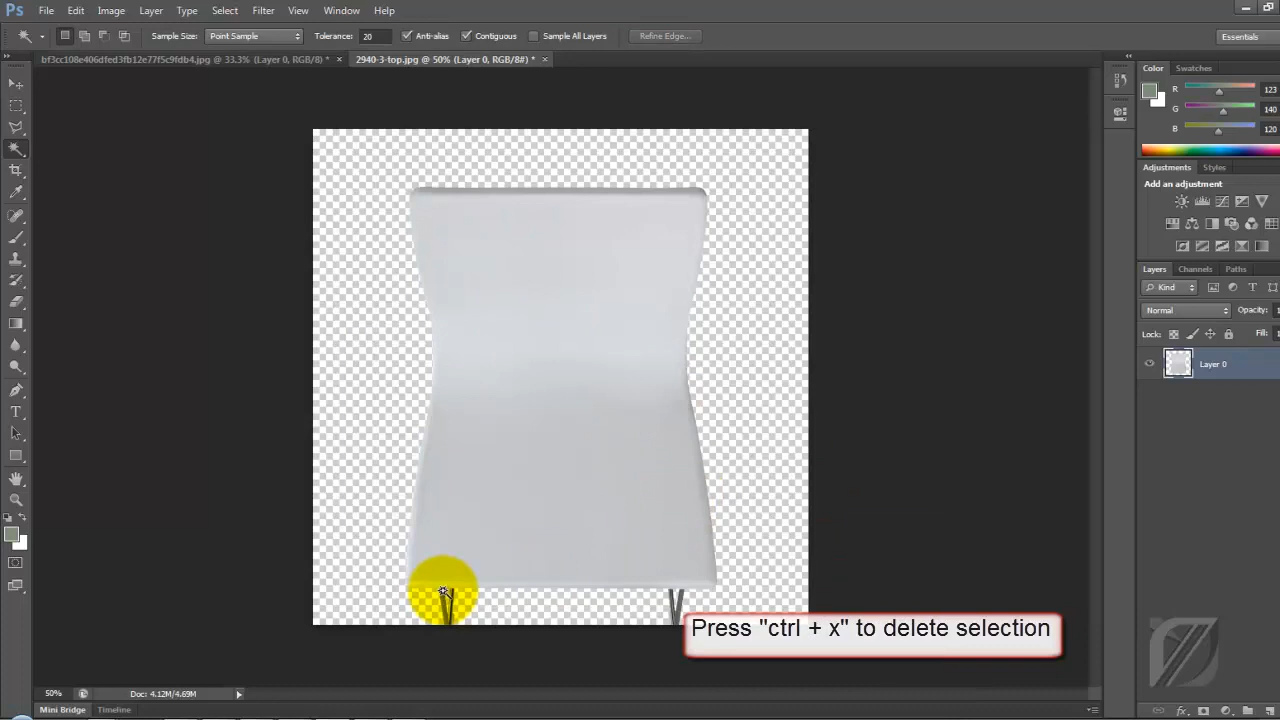 Ps File Edit Image Layer Type Select Filter View Window Help
Sample Size: Point Sample Tolerance: 20 Anti-alias Contiguous Sample All Layers Refine Edge... Essentials
bf3cc108e406dfed3fb12e77f5c9fdb4.jpg @ 33.3% (Layer 0, RGB/8) * × 2940-3-top.jpg @ 50% (Layer 0, RGB/8#) * ×
Color Swatches
R 123
G 140
B 120
Adjustments Styles
Add an adjustment
Layers Channels Paths
Kind
Normal Opacity: 1
Lock: Fill: 1
Layer 0
Press "ctrl + x" to delete selection
50% Doc: 4.12M/4.69M
Mini Bridge Timeline